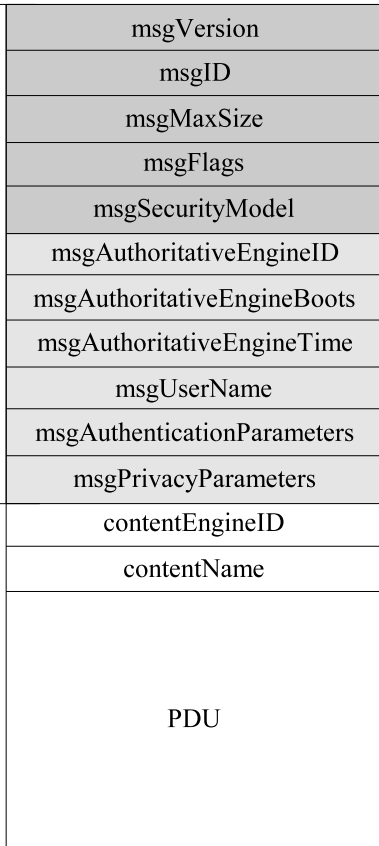 msgVersion
msgID
msgMaxSize
msgFlags
msgSecurityModel
msgAuthoritativeEngineID
msgAuthoritativeEngineBoots
msgAuthoritativeEngineTime
msgUserName
msgAuthenticationParameters
msgPrivacyParameters
contentEngineID
contentName
PDU